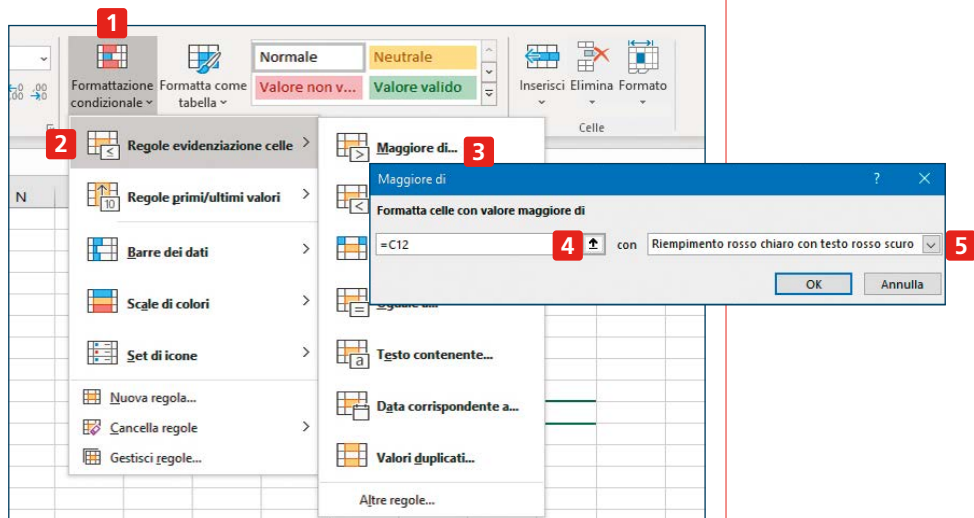 1
Formattazione condizionale
Formatta come tabella
Normale
Neutrale
Valore non v...
Valore valido
Inserisci
Elimina
Formato
Celle
N
2
Regole evidenziazione celle
Regole primi/ultimi valori
10
Barre dei dati
Scale di colori
Set di icone
Nuova regola...
Cancella regole
Gestisci regole...
Maggiore di...
3
Testo contenente...
Data corrispondente a...
Valori duplicati...
Altre regole...
Maggiore di
?
Formatta celle con valore maggiore di
=C12
4
con
Riempimento rosso chiaro con testo rosso scuro
5
OK
Annulla